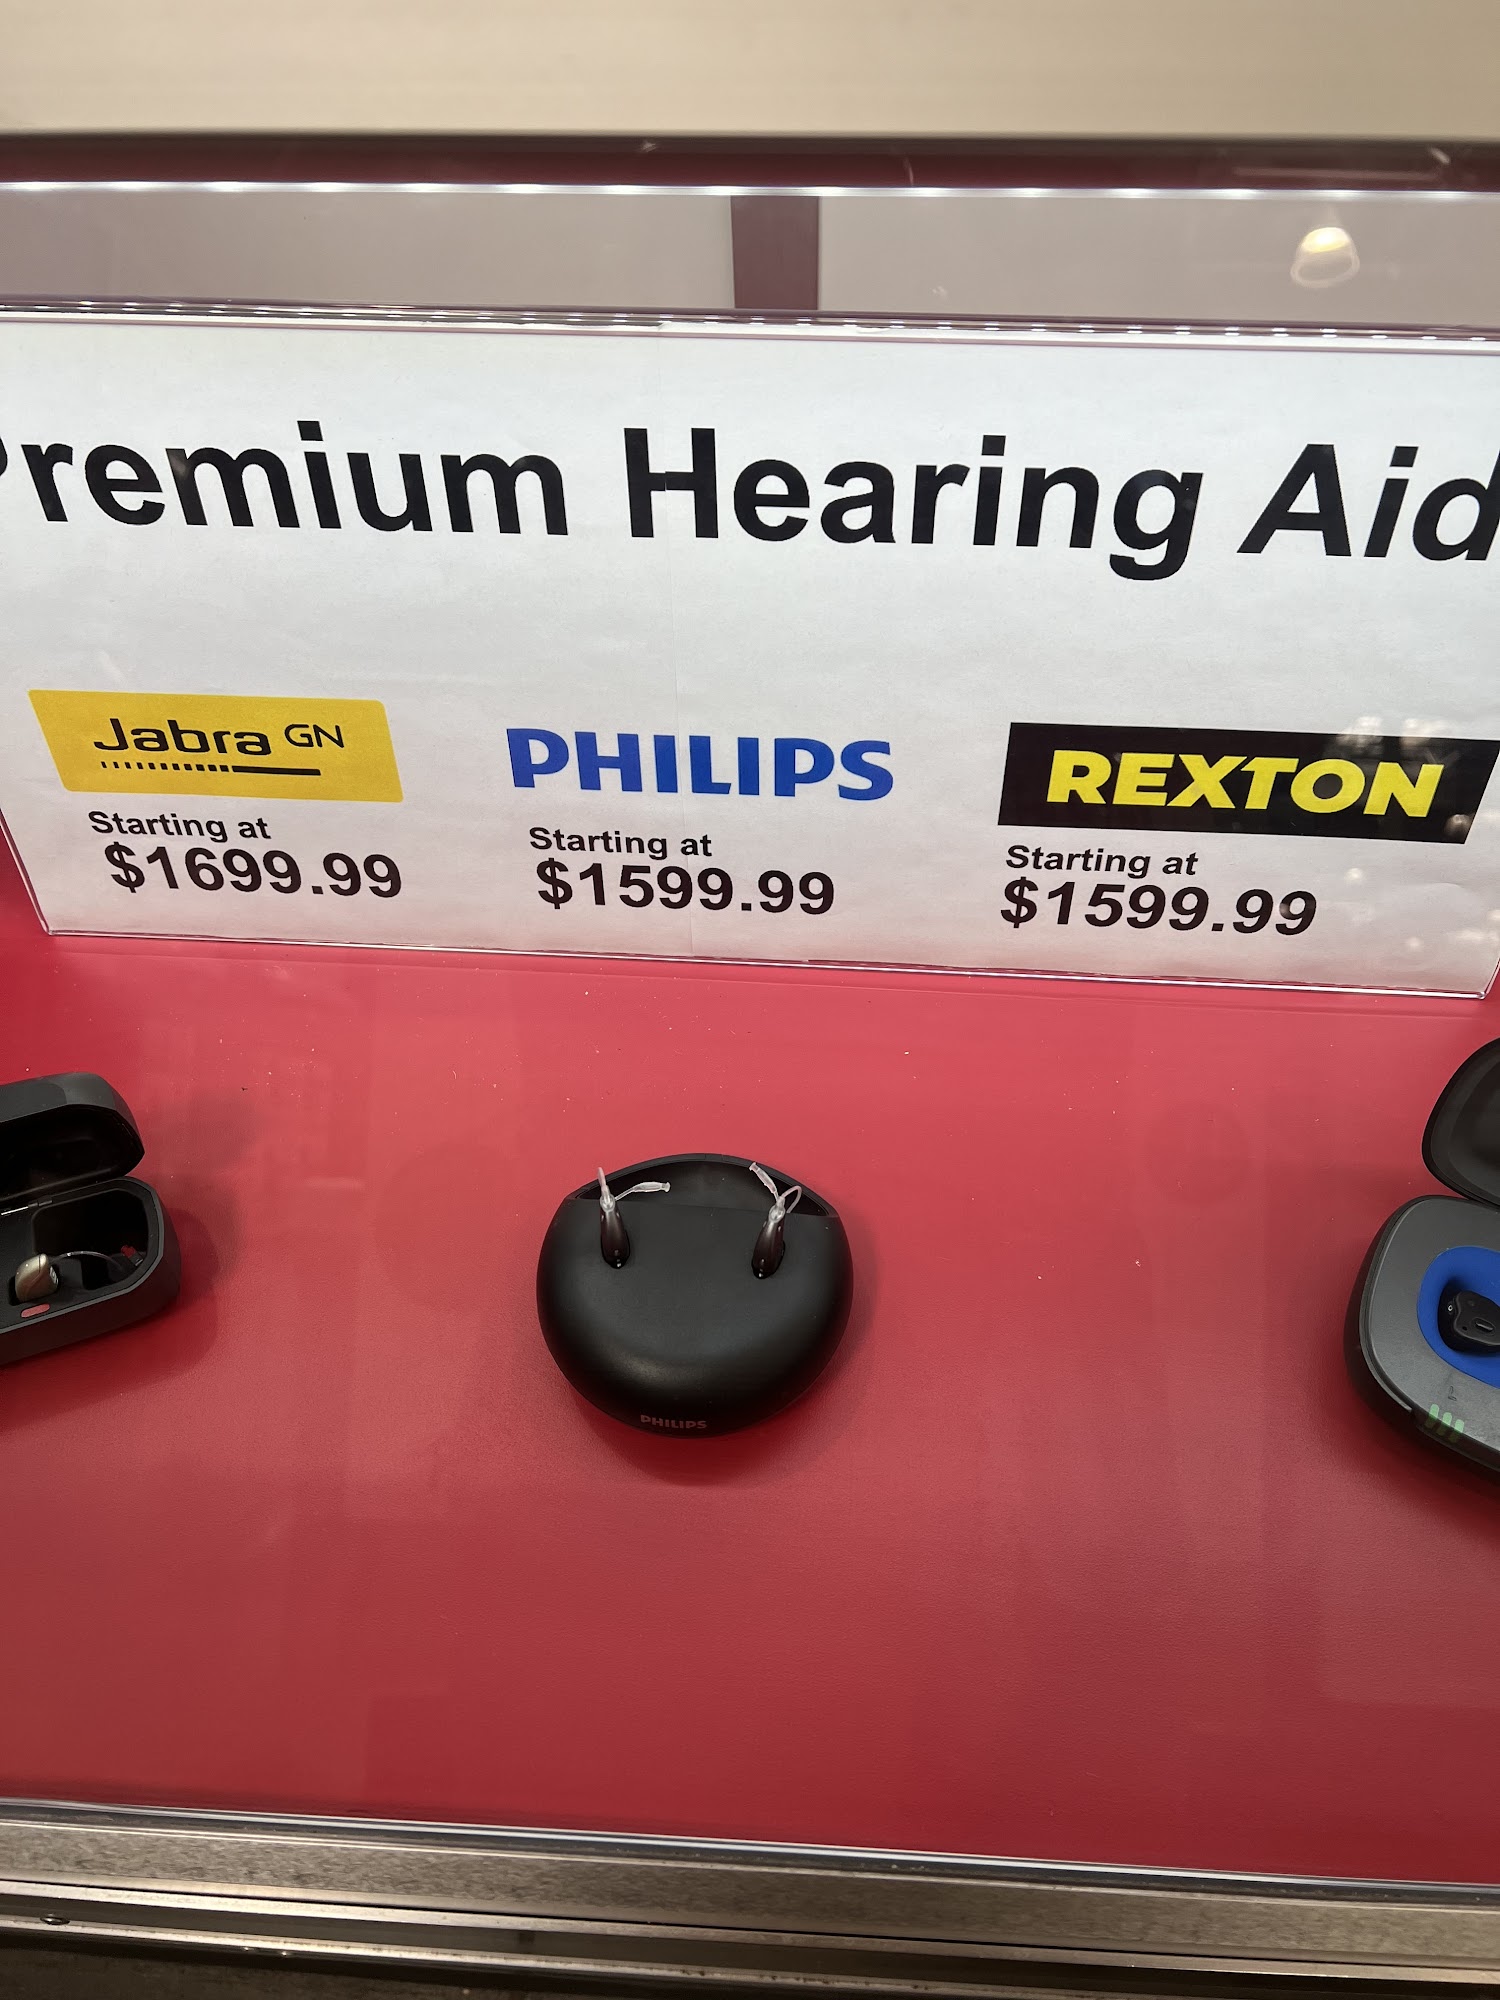 Premium Hearing Aid
Jabra GN
Starting at
$1699.99
PHILIPS
Starting at
$1599.99
REXTON
Starting at
$1599.99
PHILIPS